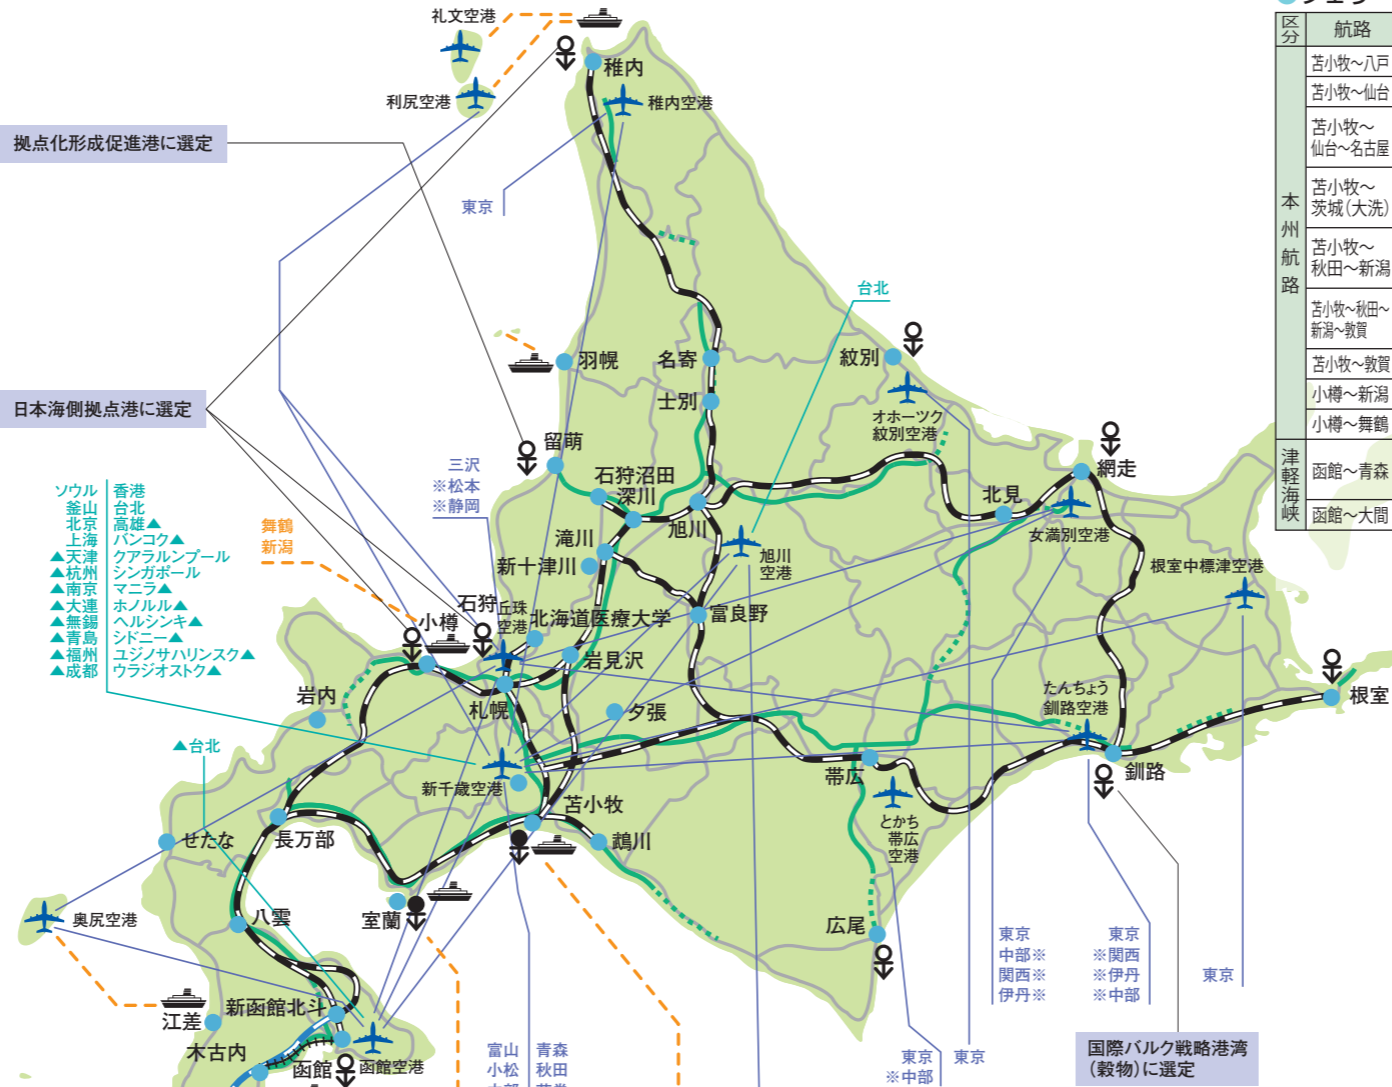 礼文空港
利尻空港
稚内
稚内空港
拠点化形成促進港に選定
東京
日本海側拠点港に選定
台北
羽幌
名寄
紋別
士別
オホーツク
紋別空港
留萌
網走
三沢
※松本
※静岡
石狩沼田
深川
北見
女満別空港
旭川
旭川
空港
滝川
新十津川
根室中標津空港
ソウル
釜山
北京
上海
▲天津
▲杭州
▲南京
▲大連
▲無錫
▲青島
▲福州
▲成都
香港
台北
高雄▲
バンコク▲
クアラルンプール
シンガポール
マニラ▲
ホノルル▲
ヘルシンキ▲
シドニー▲
ユジノサハリンスク▲
ウラジオストク▲
舞鶴
新潟
小樽
石狩
丘珠
空港
北海道医療大学
富良野
岩見沢
岩内
札幌
夕張
たんちょう
釧路空港
根室
▲台北
新千歳空港
帯広
釧路
せたな
長万部
苫小牧
鵡川
とかち
帯広
空港
奥尻空港
八雲
室蘭
広尾
東京
中部※
関西※
伊丹※
東京
※関西
※伊丹
※中部
東京
江差
新函館北斗
木古内
函館
函館空港
富山
小松
青森
秋田
東京
※中部
東京
国際バルク戦略港湾
（穀物）に選定
区分
航路
本州航路
苫小牧～八戸
苫小牧～仙台
苫小牧～
仙台～名古屋
苫小牧～
茨城（大洗）
苫小牧～
秋田～新潟
苫小牧～秋田～
新潟～敦賀
苫小牧～敦賀
小樽～新潟
小樽～舞鶴
津軽海峡
函館～青森
函館～大間